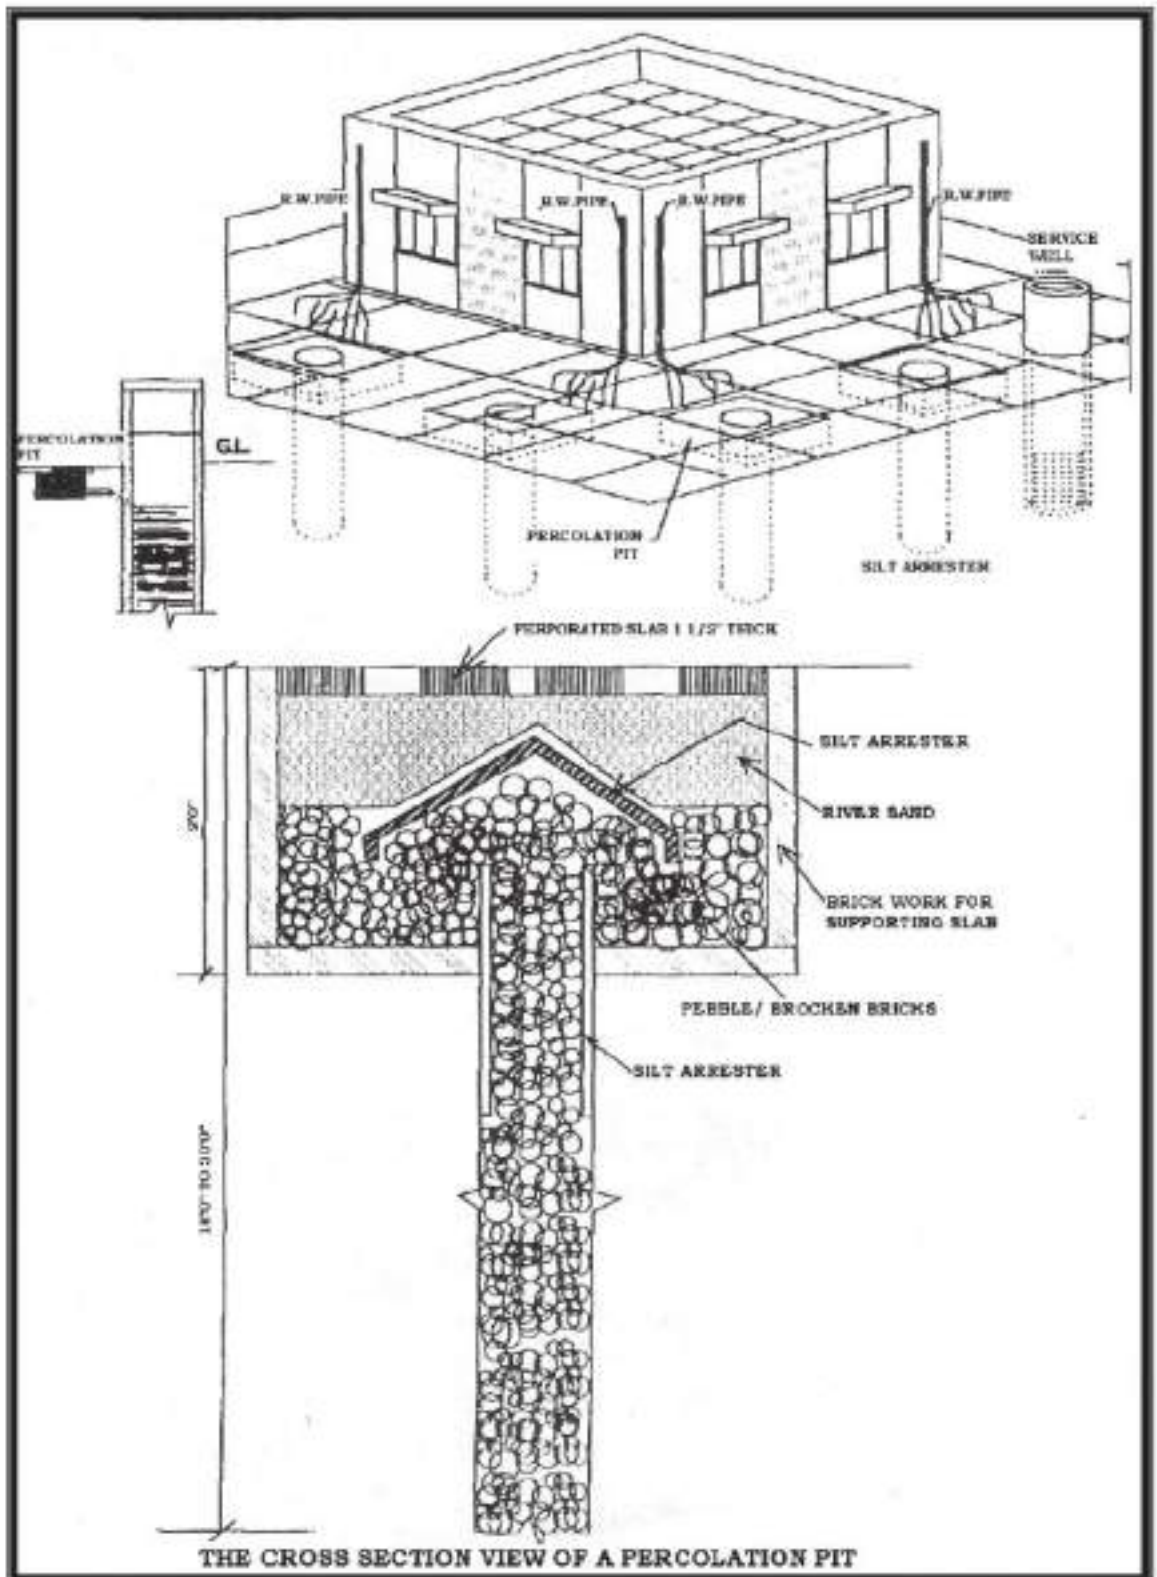 R.W.PIPE
R.W.PIPE
R.W.PIPE
R.W.PIPE
SERVICE
WELL
PERCOLATION
PIT
G.L.
PERCOLATION
PIT
SILT ARRESTER
PERPORATED SLAB 1 1/2" THICK
SILT ARRESTER
RIVER SAND
BRICK WORK FOR
SUPPORTING SLAB
PEBBLE/ BROCKEN BRICKS
SILT ARRESTER
THE CROSS SECTION VIEW OF A PERCOLATION PIT